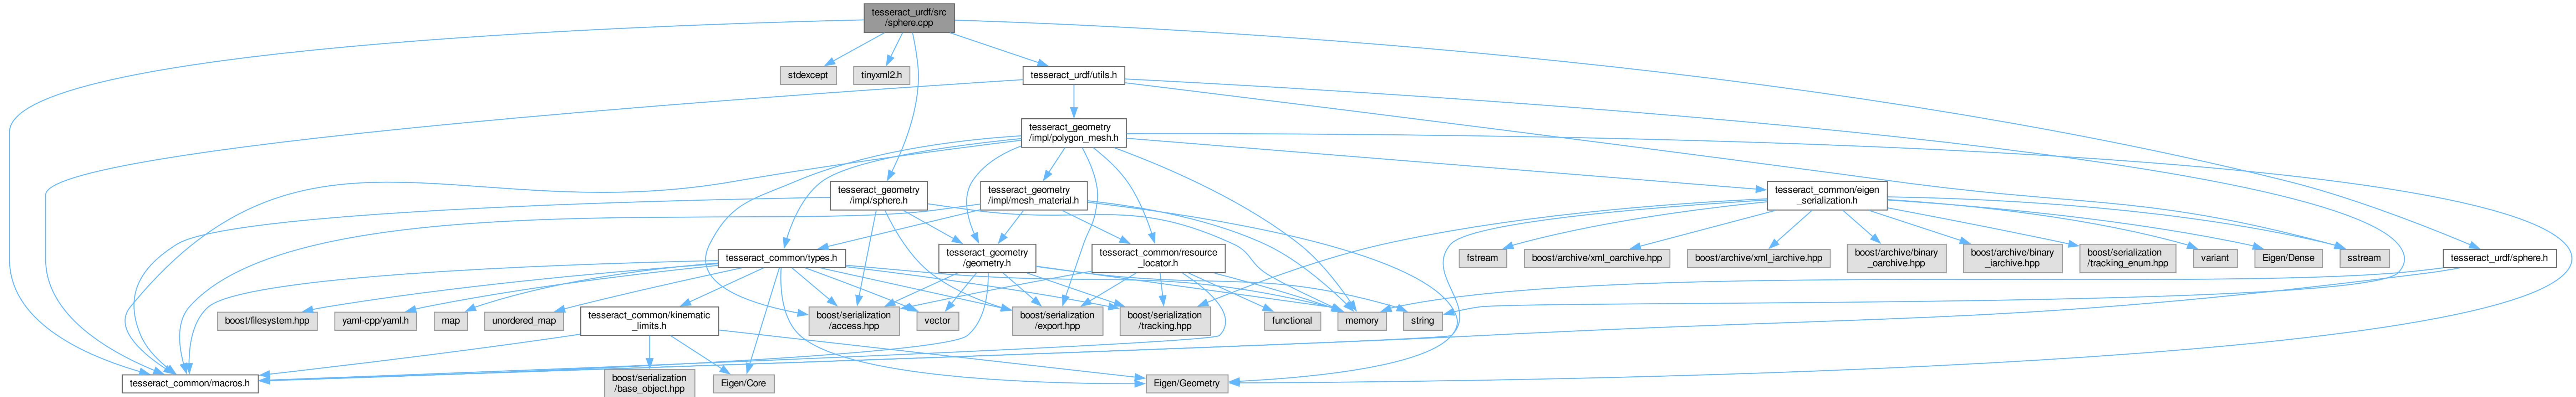 tesseract_urdf/src
/sphere.cpp
stdexcept
tinyxml2.h
tesseract_urdf/utils.h
tesseract_geometry
/impl/polygon_mesh.h
tesseract_geometry
/impl/sphere.h
tesseract_geometry
/impl/mesh_material.h
tesseract_common/eigen
_serialization.h
tesseract_common/types.h
tesseract_geometry
/geometry.h
tesseract_common/resource
_locator.h
fstream
boost/archive/xml_oarchive.hpp
boost/archive/xml_iarchive.hpp
boost/archive/binary
_oarchive.hpp
boost/archive/binary
_iarchive.hpp
boost/serialization
/tracking_enum.hpp
variant
Eigen/Dense
sstream
tesseract_urdf/sphere.h
boost/filesystem.hpp
yaml-cpp/yaml.h
map
unordered_map
tesseract_common/kinematic
_limits.h
boost/serialization
/access.hpp
vector
boost/serialization
/export.hpp
boost/serialization
/tracking.hpp
functional
memory
string
tesseract_common/macros.h
boost/serialization
/base_object.hpp
Eigen/Core
Eigen/Geometry